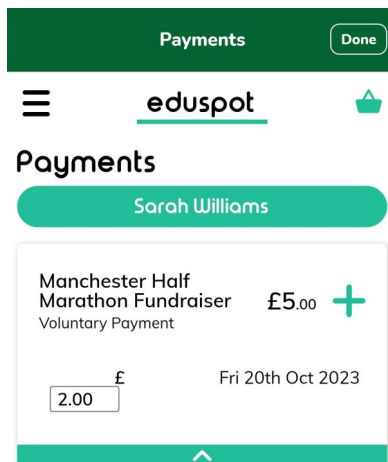 Payments
Done
eduspot
Payments
Sarah Williams
Manchester Half
Marathon Fundraiser
£5.00
Voluntary Payment
£
Fri 20th Oct 2023
2.00